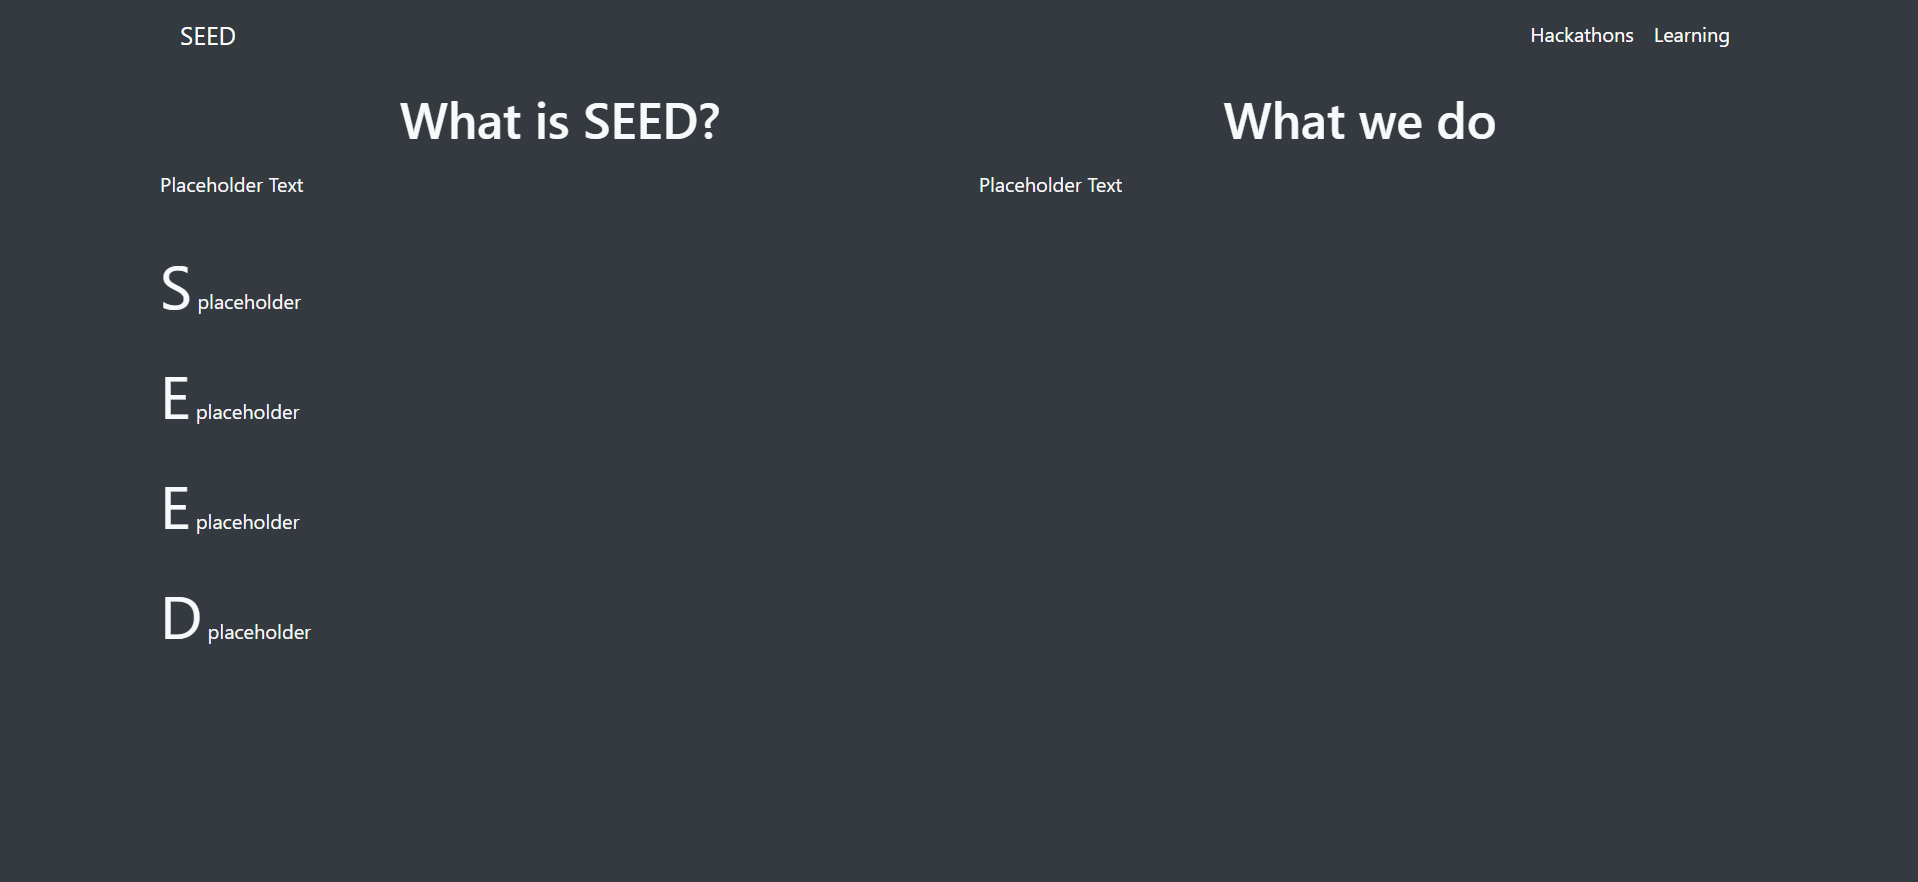 SEED
Hackathons Learning
What is SEED?
Placeholder Text
S placeholder
E placeholder
E placeholder
D placeholder
What we do
Placeholder Text